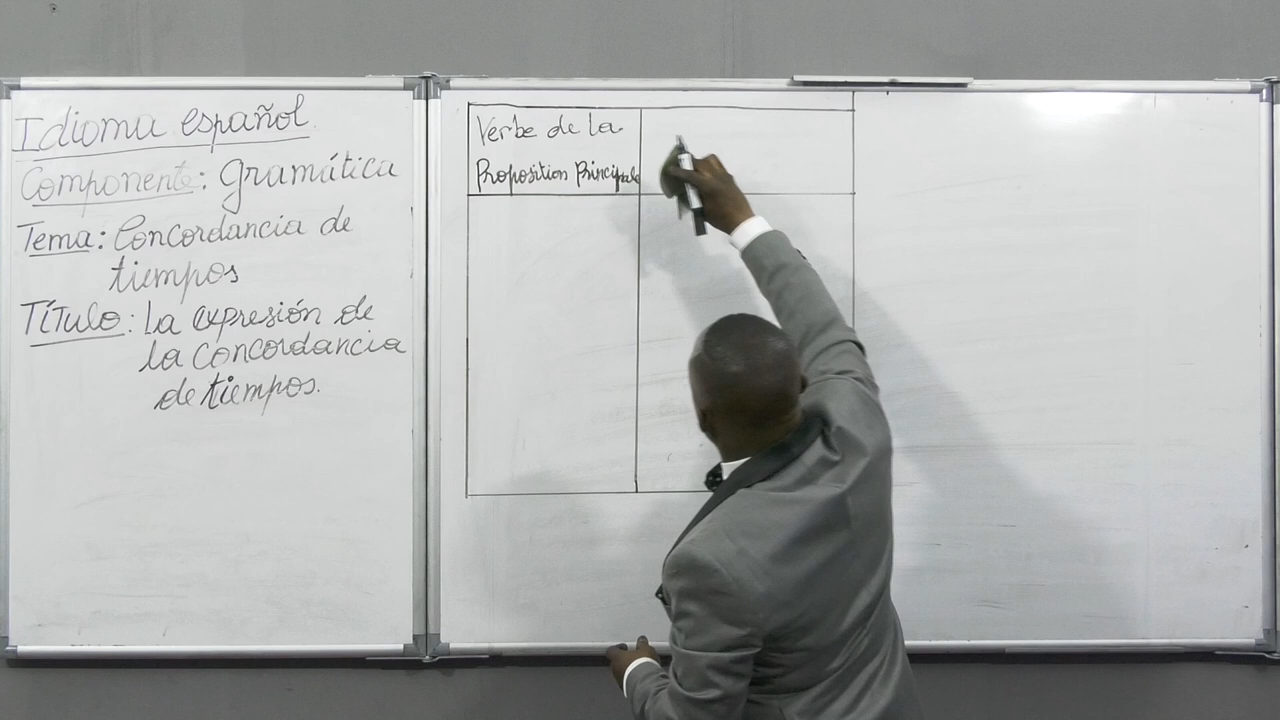 Idioma español
Componente: Gramática
Tema: Concordancia de
tiempos
Título: La expresión de
la concordancia
de tiempos.
Verbe de la
Proposition Principale